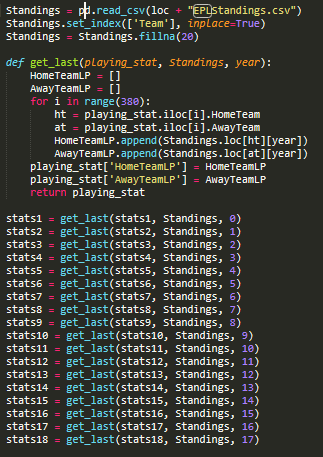 Standings = pd.read_csv(loc + "EPLStandings.csv")
Standings.set_index(['Team'], inplace=True)
Standings = Standings.fillna(20)
def get_last(playing_stat, Standings, year):
HomeTeamLP = []
AwayTeamLP = []
for i in range(380):
ht = playing_stat.iloc[i].HomeTeam
at = playing_stat.iloc[i].AwayTeam
HomeTeamLP.append(Standings.loc[ht][year])
AwayTeamLP.append(Standings.loc[at][year])
playing_stat['HomeTeamLP'] = HomeTeamLP
playing_stat['AwayTeamLP'] = AwayTeamLP
return playing_stat
stats1 = get_last(stats1, Standings, 0)
stats2 = get_last(stats2, Standings, 1)
stats3 = get_last(stats3, Standings, 2)
stats4 = get_last(stats4, Standings, 3)
stats5 = get_last(stats5, Standings, 4)
stats6 = get_last(stats6, Standings, 5)
stats7 = get_last(stats7, Standings, 6)
stats8 = get_last(stats8, Standings, 7)
stats9 = get_last(stats9, Standings, 8)
stats10 = get_last(stats10, Standings, 9)
stats11 = get_last(stats11, Standings, 10)
stats12 = get_last(stats12, Standings, 11)
stats13 = get_last(stats13, Standings, 12)
stats14 = get_last(stats14, Standings, 13)
stats15 = get_last(stats15, Standings, 14)
stats16 = get_last(stats16, Standings, 15)
stats17 = get_last(stats17, Standings, 16)
stats18 = get_last(stats18, Standings, 17)